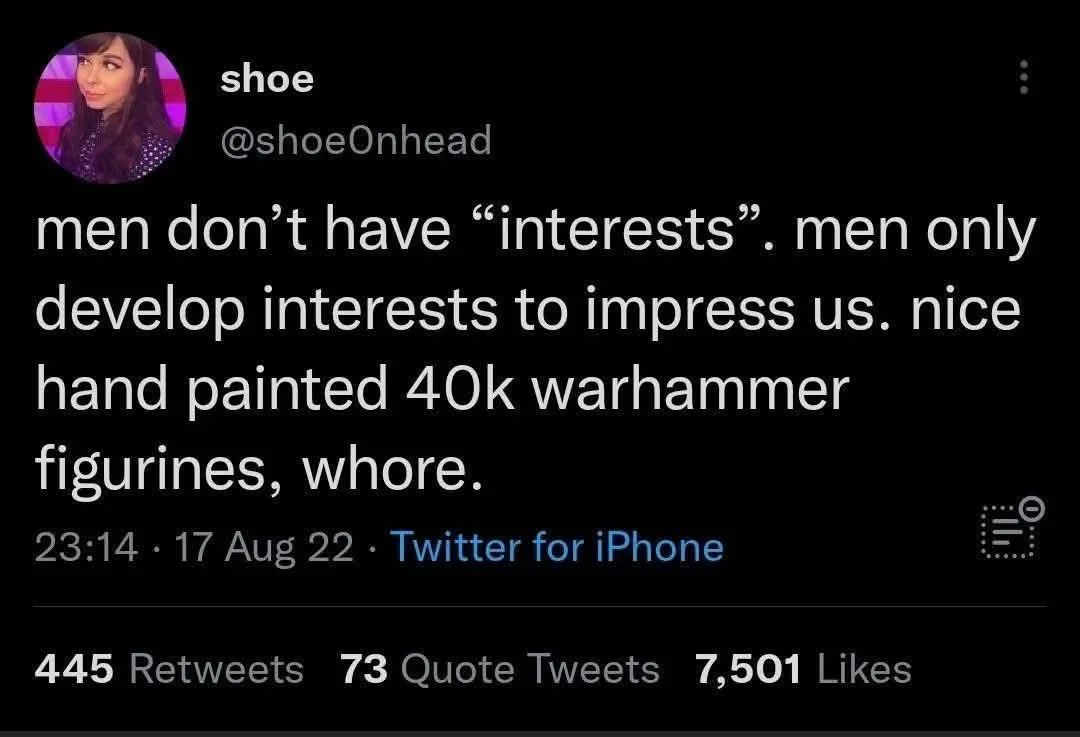 shoe
@shoe0nhead
men don’t have “interests”. men only
develop interests to impress us. nice
hand painted 40k warhammer
figurines, whore.
23:14 · 17 Aug 22 · Twitter for iPhone
445 Retweets 73 Quote Tweets 7,501 Likes